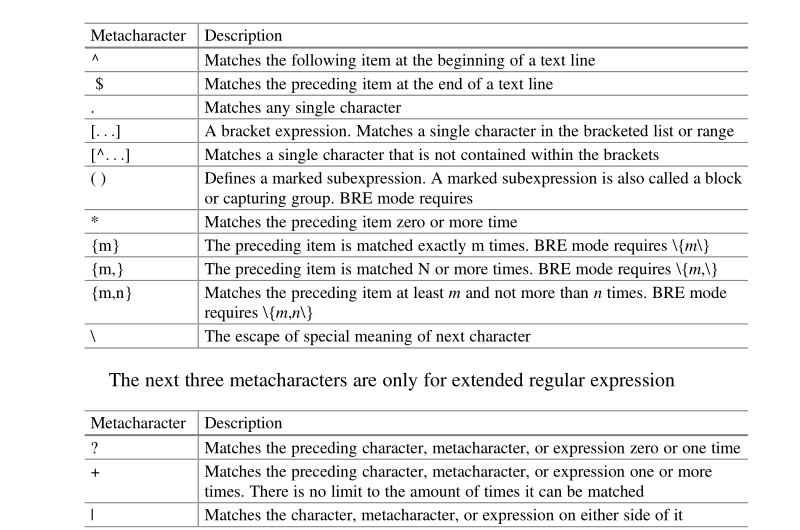 Metacharacter Description
^ Matches the following item at the beginning of a text line
$ Matches the preceding item at the end of a text line
. Matches any single character
[. . .] A bracket expression. Matches a single character in the bracketed list or range
[^. . .] Matches a single character that is not contained within the brackets
( ) Defines a marked subexpression. A marked subexpression is also called a block
or capturing group. BRE mode requires
* Matches the preceding item zero or more time
{m} The preceding item is matched exactly m times. BRE mode requires \{m\}
{m,} The preceding item is matched N or more times. BRE mode requires \{m,\}
{m,n} Matches the preceding item at least m and not more than n times. BRE mode
requires \{m,n\}
\ The escape of special meaning of next character
The next three metacharacters are only for extended regular expression
Metacharacter Description
? Matches the preceding character, metacharacter, or expression zero or one time
+ Matches the preceding character, metacharacter, or expression one or more
times. There is no limit to the amount of times it can be matched
| Matches the character, metacharacter, or expression on either side of it